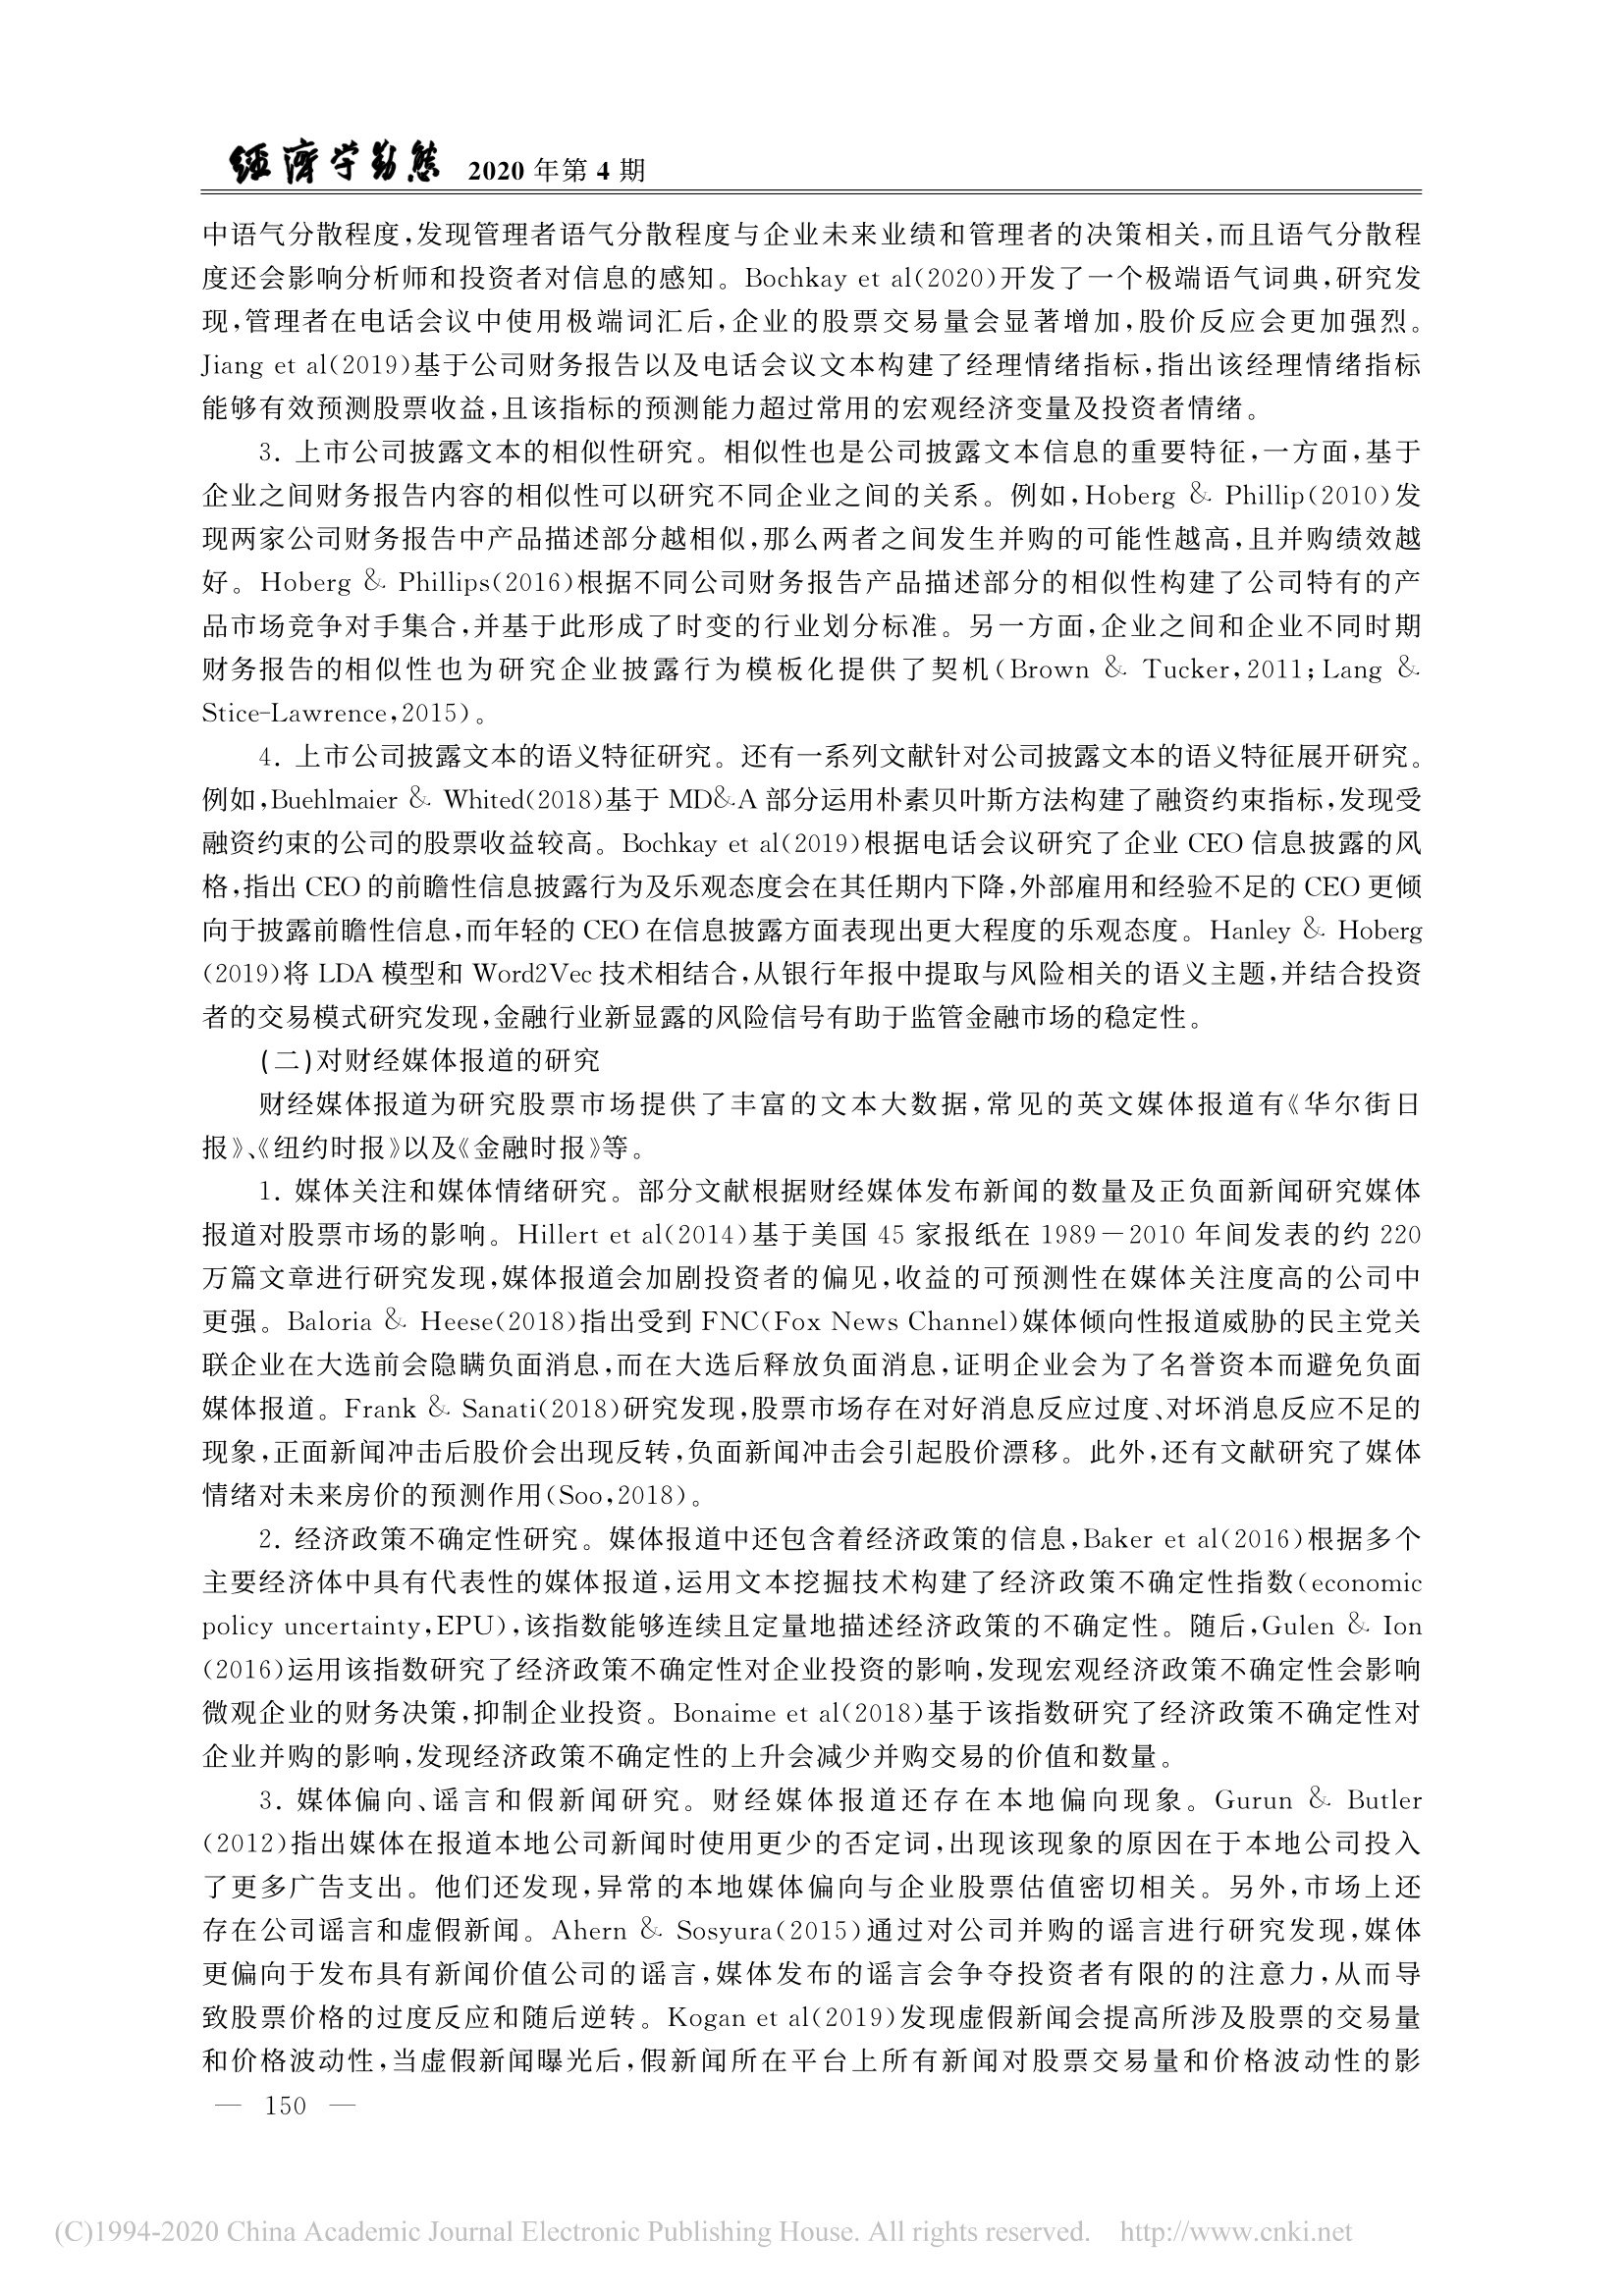 经济学动态 2020 年第 4 期
中语气分散程度,发现管理者语气分散程度与企业未来业绩和管理者的决策相关,而且语气分散程
度还会影响分析师和投资者对信息的感知。Bochkay et al(2020)开发了一个极端语气词典,研究发
现,管理者在电话会议中使用极端词汇后,企业的股票交易量会显著增加,股价反应会更加强烈。
Jiang et al(2019)基于公司财务报告以及电话会议文本构建了经理情绪指标,指出该经理情绪指标
能够有效预测股票收益,且该指标的预测能力超过常用的宏观经济变量及投资者情绪。
3. 上市公司披露文本的相似性研究。相似性也是公司披露文本信息的重要特征,一方面,基于
企业之间财务报告内容的相似性可以研究不同企业之间的关系。例如,Hoberg & Phillip(2010)发
现两家公司财务报告中产品描述部分越相似,那么两者之间发生并购的可能性越高,且并购绩效越
好。Hoberg & Phillips(2016)根据不同公司财务报告产品描述部分的相似性构建了公司特有的产
品市场竞争对手集合,并基于此形成了时变的行业划分标准。另一方面,企业之间和企业不同时期
财务报告的相似性也为研究企业披露行为模板化提供了契机(Brown & Tucker,2011;Lang &
Stice-Lawrence,2015)。
4. 上市公司披露文本的语义特征研究。还有一系列文献针对公司披露文本的语义特征展开研究。
例如,Buehlmaier & Whited(2018)基于 MD&A 部分运用朴素贝叶斯方法构建了融资约束指标,发现受
融资约束的公司的股票收益较高。Bochkay et al(2019)根据电话会议研究了企业 CEO 信息披露的风
格,指出 CEO 的前瞻性信息披露行为及乐观态度会在其任期内下降,外部雇用和经验不足的 CEO 更倾
向于披露前瞻性信息,而年轻的 CEO 在信息披露方面表现出更大程度的乐观态度。Hanley & Hoberg
(2019)将 LDA 模型和 Word2Vec 技术相结合,从银行年报中提取与风险相关的语义主题,并结合投资
者的交易模式研究发现,金融行业新显露的风险信号有助于监管金融市场的稳定性。
(二)对财经媒体报道的研究
财经媒体报道为研究股票市场提供了丰富的文本大数据,常见的英文媒体报道有《华尔街日
报》、《纽约时报》以及《金融时报》等。
1. 媒体关注和媒体情绪研究。部分文献根据财经媒体发布新闻的数量及正负面新闻研究媒体
报道对股票市场的影响。Hillert et al(2014)基于美国 45 家报纸在 1989－2010 年间发表的约 220
万篇文章进行研究发现,媒体报道会加剧投资者的偏见,收益的可预测性在媒体关注度高的公司中
更强。Baloria & Heese(2018)指出受到 FNC(Fox News Channel)媒体倾向性报道威胁的民主党关
联企业在大选前会隐瞒负面消息,而在大选后释放负面消息,证明企业会为了名誉资本而避免负面
媒体报道。Frank & Sanati(2018)研究发现,股票市场存在对好消息反应过度、对坏消息反应不足的
现象,正面新闻冲击后股价会出现反转,负面新闻冲击会引起股价漂移。此外,还有文献研究了媒体
情绪对未来房价的预测作用(Soo,2018)。
2. 经济政策不确定性研究。媒体报道中还包含着经济政策的信息,Baker et al(2016)根据多个
主要经济体中具有代表性的媒体报道,运用文本挖掘技术构建了经济政策不确定性指数(economic
policy uncertainty,EPU),该指数能够连续且定量地描述经济政策的不确定性。随后,Gulen & Ion
(2016)运用该指数研究了经济政策不确定性对企业投资的影响,发现宏观经济政策不确定性会影响
微观企业的财务决策,抑制企业投资。Bonaime et al(2018)基于该指数研究了经济政策不确定性对
企业并购的影响,发现经济政策不确定性的上升会减少并购交易的价值和数量。
3. 媒体偏向、谣言和假新闻研究。财经媒体报道还存在本地偏向现象。Gurun & Butler
(2012)指出媒体在报道本地公司新闻时使用更少的否定词,出现该现象的原因在于本地公司投入
了更多广告支出。他们还发现,异常的本地媒体偏向与企业股票估值密切相关。另外,市场上还
存在公司谣言和虚假新闻。Ahern & Sosyura(2015)通过对公司并购的谣言进行研究发现,媒体
更偏向于发布具有新闻价值公司的谣言,媒体发布的谣言会争夺投资者有限的的注意力,从而导
致股票价格的过度反应和随后逆转。Kogan et al(2019)发现虚假新闻会提高所涉及股票的交易量
和价格波动性,当虚假新闻曝光后,假新闻所在平台上所有新闻对股票交易量和价格波动性的影
— 150 —
(C)1994-2020 China Academic Journal Electronic Publishing House. All rights reserved. http://www.cnki.net